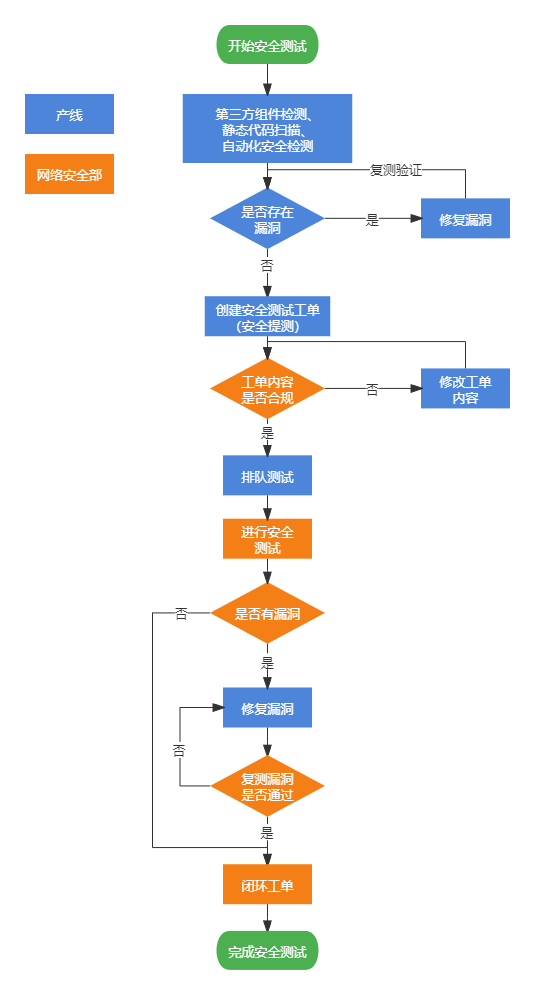 开始安全测试
产线
网络安全部
第三方组件检测、
静态代码扫描、
自动化安全检测
复测验证
是否存在
漏洞
是
修复漏洞
否
创建安全测试工单
（安全提测）
工单内容
是否合规
否
修改工单
内容
是
排队测试
进行安全
测试
是否有漏洞
否
是
修复漏洞
否
复测漏洞
是否通过
是
闭环工单
完成安全测试